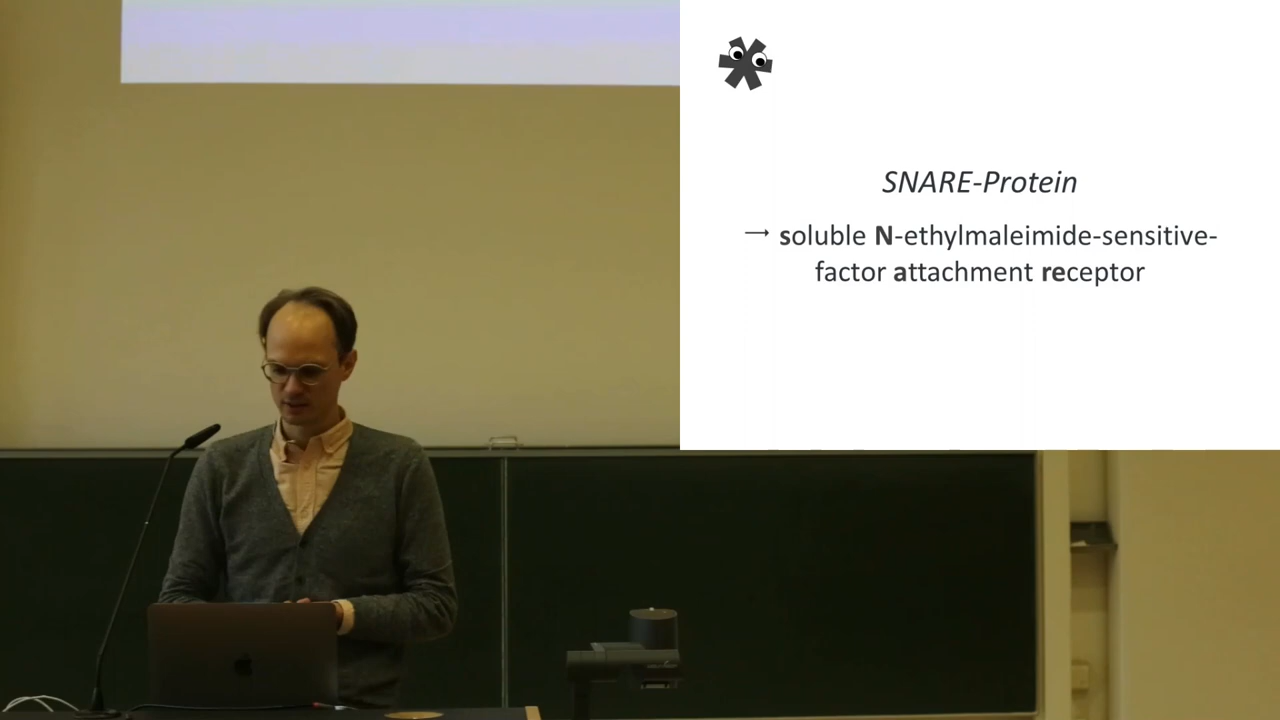 SNARE-Protein
→ soluble N-ethylmaleimide-sensitive-
factor attachment receptor